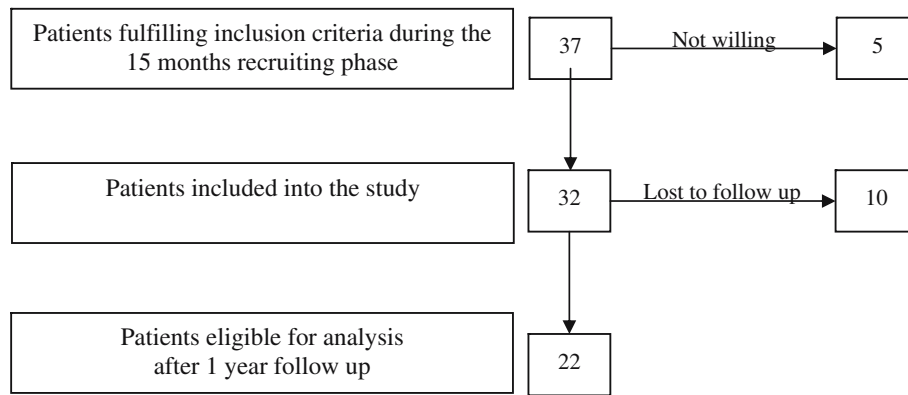 Patients fulfilling inclusion criteria during the
15 months recruiting phase
37
Not willing
5
Patients included into the study
32
Lost to follow up
10
Patients eligible for analysis
after 1 year follow up
22